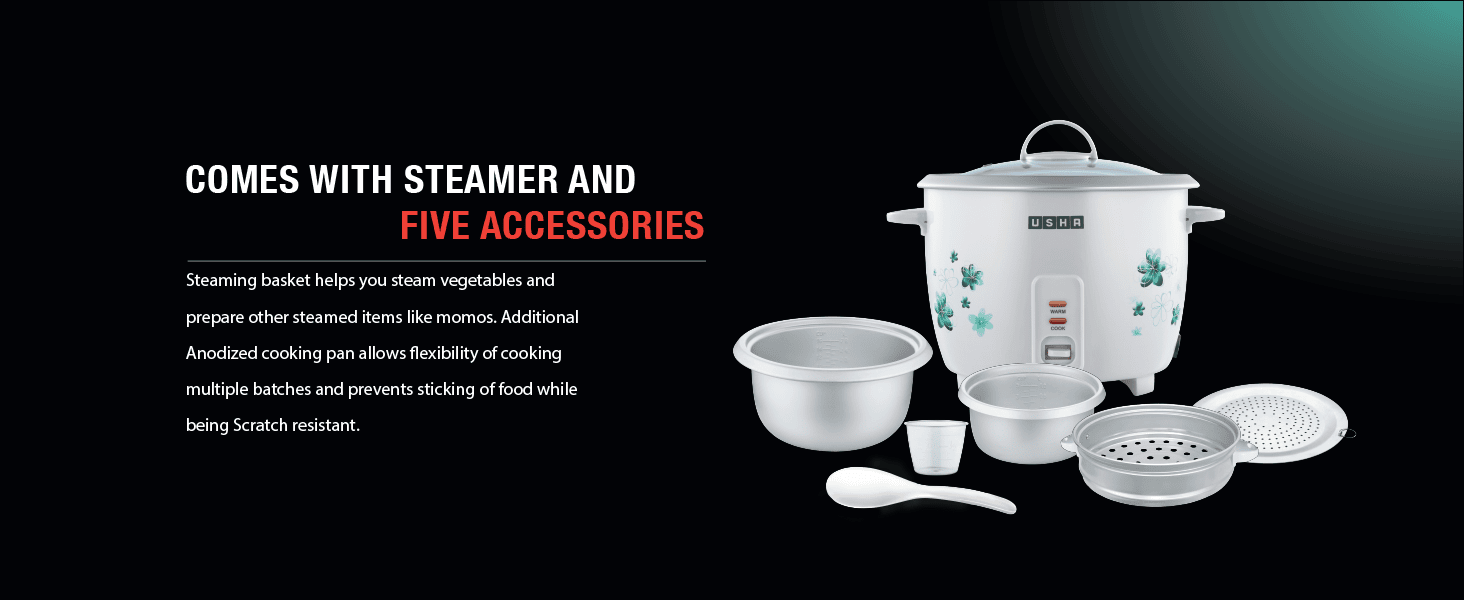 COMES WITH STEAMER AND
FIVE ACCESSORIES
Steaming basket helps you steam vegetables and
prepare other steamed items like momos. Additional
Anodized cooking pan allows flexibility of cooking
multiple batches and prevents sticking of food while
being Scratch resistant.
USHA
WARM
COOK